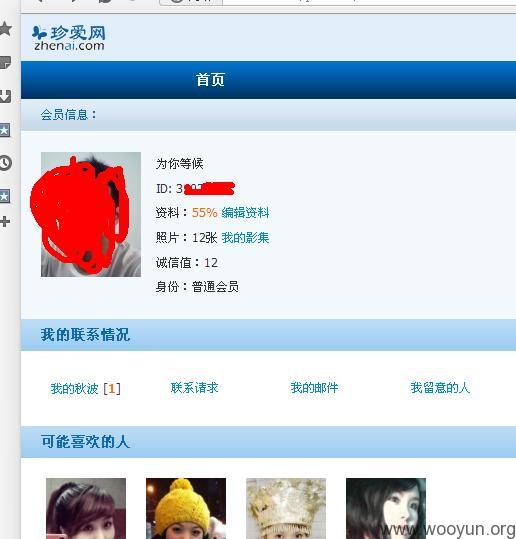 珍爱网
zhenai.com
首页
会员信息：
为你等候
ID: 3
资料：55% 编辑资料
照片：12张 我的影集
诚信值：12
身份：普通会员
我的联系情况
我的秋波 [1] 联系请求 我的邮件 我留意的人
可能喜欢的人
www.wooyun.org